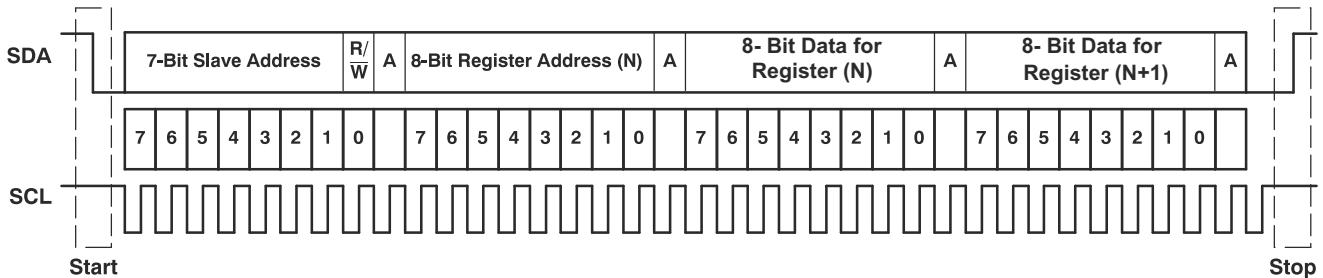 SDA
7-Bit Slave Address R/W A 8-Bit Register Address (N) A 8- Bit Data for Register (N) A 8- Bit Data for Register (N+1) A
7 6 5 4 3 2 1 0 7 6 5 4 3 2 1 0 7 6 5 4 3 2 1 0 7 6 5 4 3 2 1 0
SCL
Start Stop